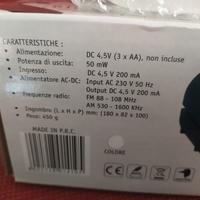 CARATTERISTICHE :
• Alimentazione: DC 4,5V (3 x AA), non incluse
• Potenza di uscita: 50 mW
• Ingresso: DC 4,5 V 200 mA
• Alimentatore AC-DC: Input AC 230 V 50 Hz
Output DC 4,5 V 200 mA
• Frequenze radio: FM 88 - 108 MHz
AM 530 - 1600 KHz
• Ingombro (L x H x P) mm: (180 x 82 x 100)
• Peso: 450 g
MADE IN P.R.C.
COLORE